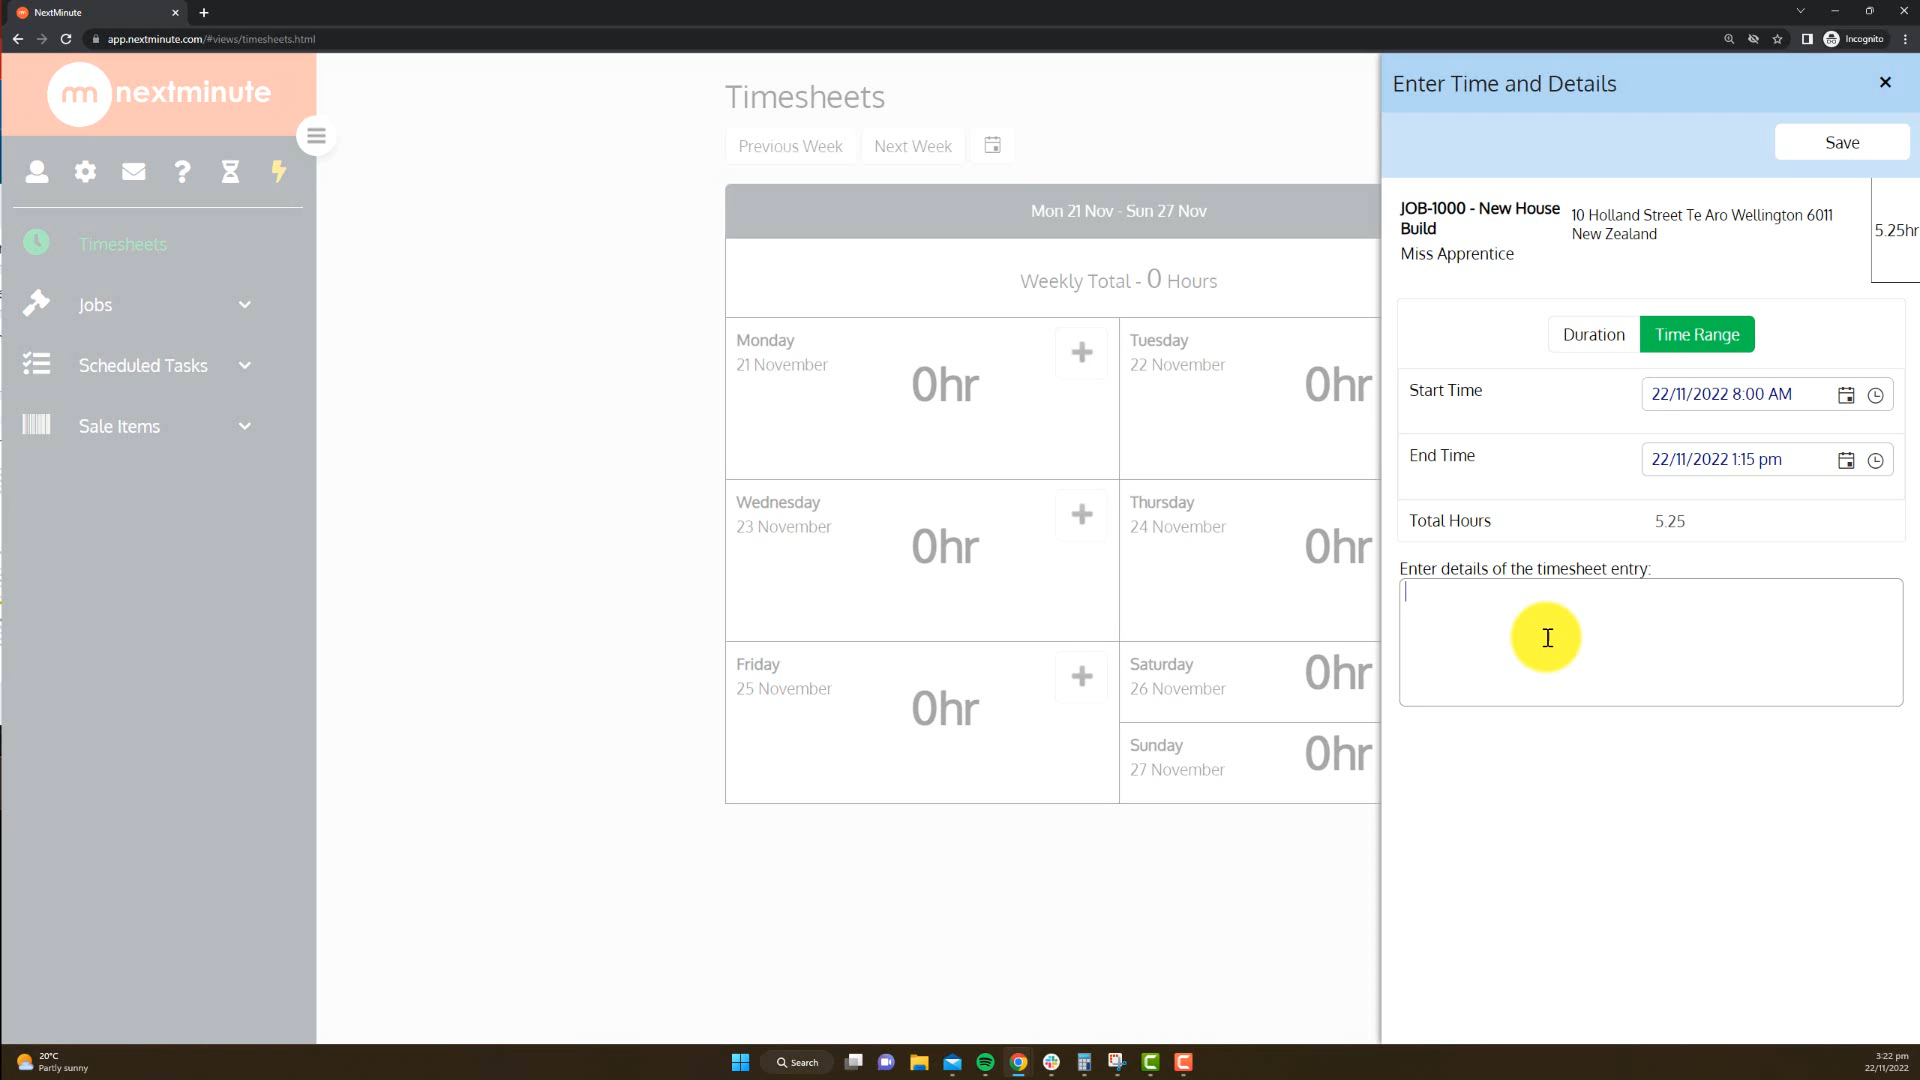 NextMinute
app.nextminute.com/#views/timesheets.html
Incognito
nextminute
Timesheets
Jobs
Scheduled Tasks
Sale Items
Timesheets
Previous Week
Next Week
Mon 21 Nov - Sun 27 Nov
Weekly Total - 0 Hours
Monday
21 November
0hr
Tuesday
22 November
0hr
Wednesday
23 November
0hr
Thursday
24 November
0hr
Friday
25 November
0hr
Saturday
26 November
0hr
Sunday
27 November
0hr
Enter Time and Details
Save
JOB-1000 - New House
Build
Miss Apprentice
10 Holland Street Te Aro Wellington 6011
New Zealand
5.25hr
Duration
Time Range
Start Time
22/11/2022 8:00 AM
End Time
22/11/2022 1:15 pm
Total Hours
5.25
Enter details of the timesheet entry:
20°C
Partly sunny
Search
3:22 pm
22/11/2022